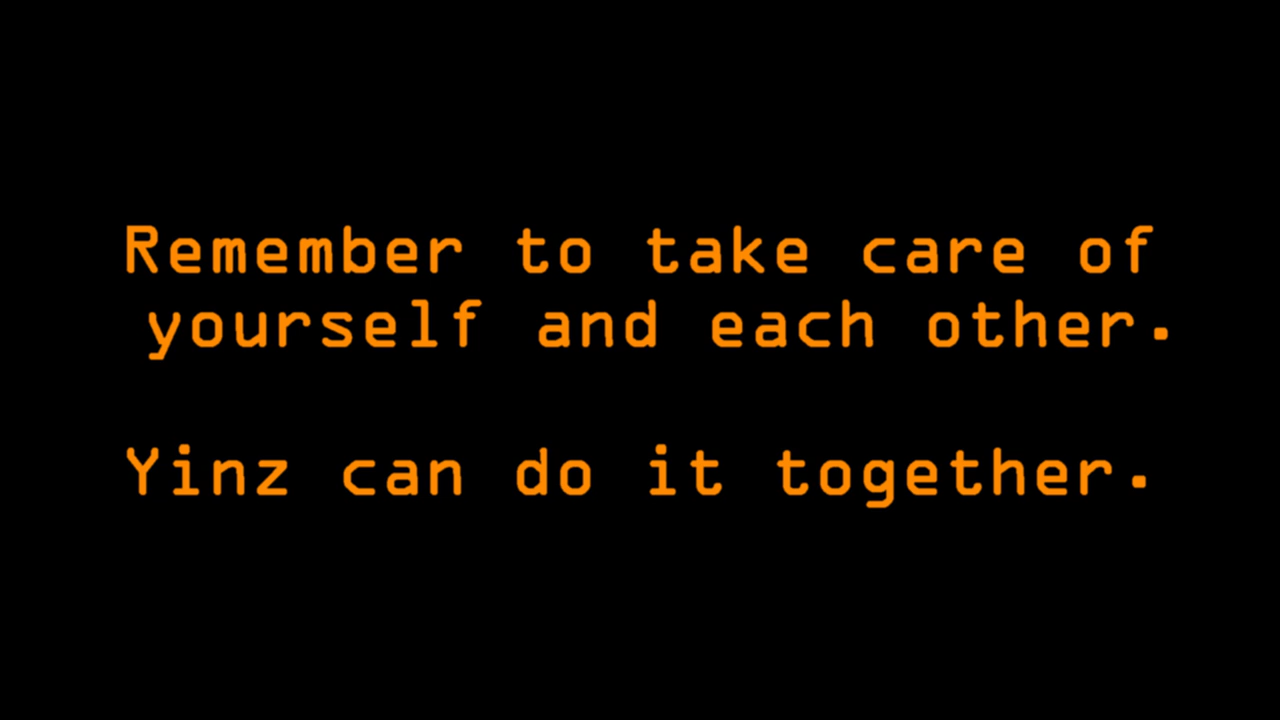 Remember to take care of
yourself and each other.
Yinz can do it together.